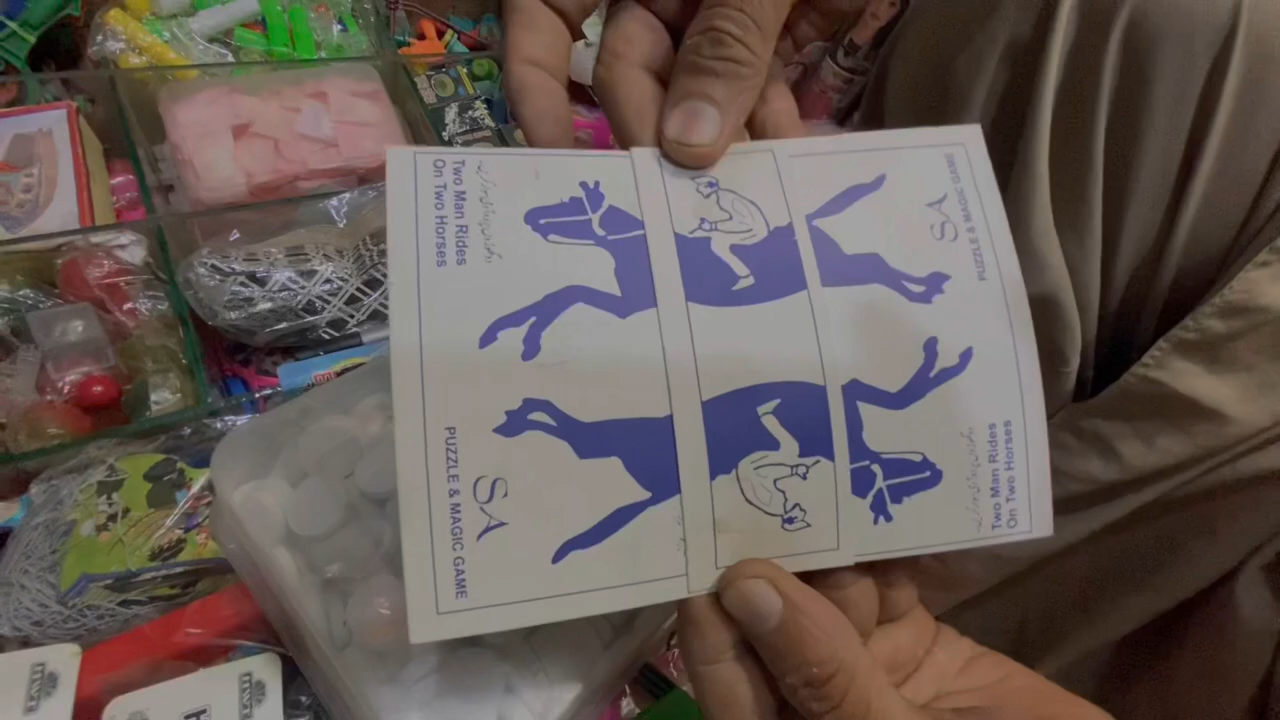 Two Man Rides
On Two Horses
SA
PUZZLE & MAGIC GAME
SA
PUZZLE & MAGIC GAME
Two Man Rides
On Two Horses